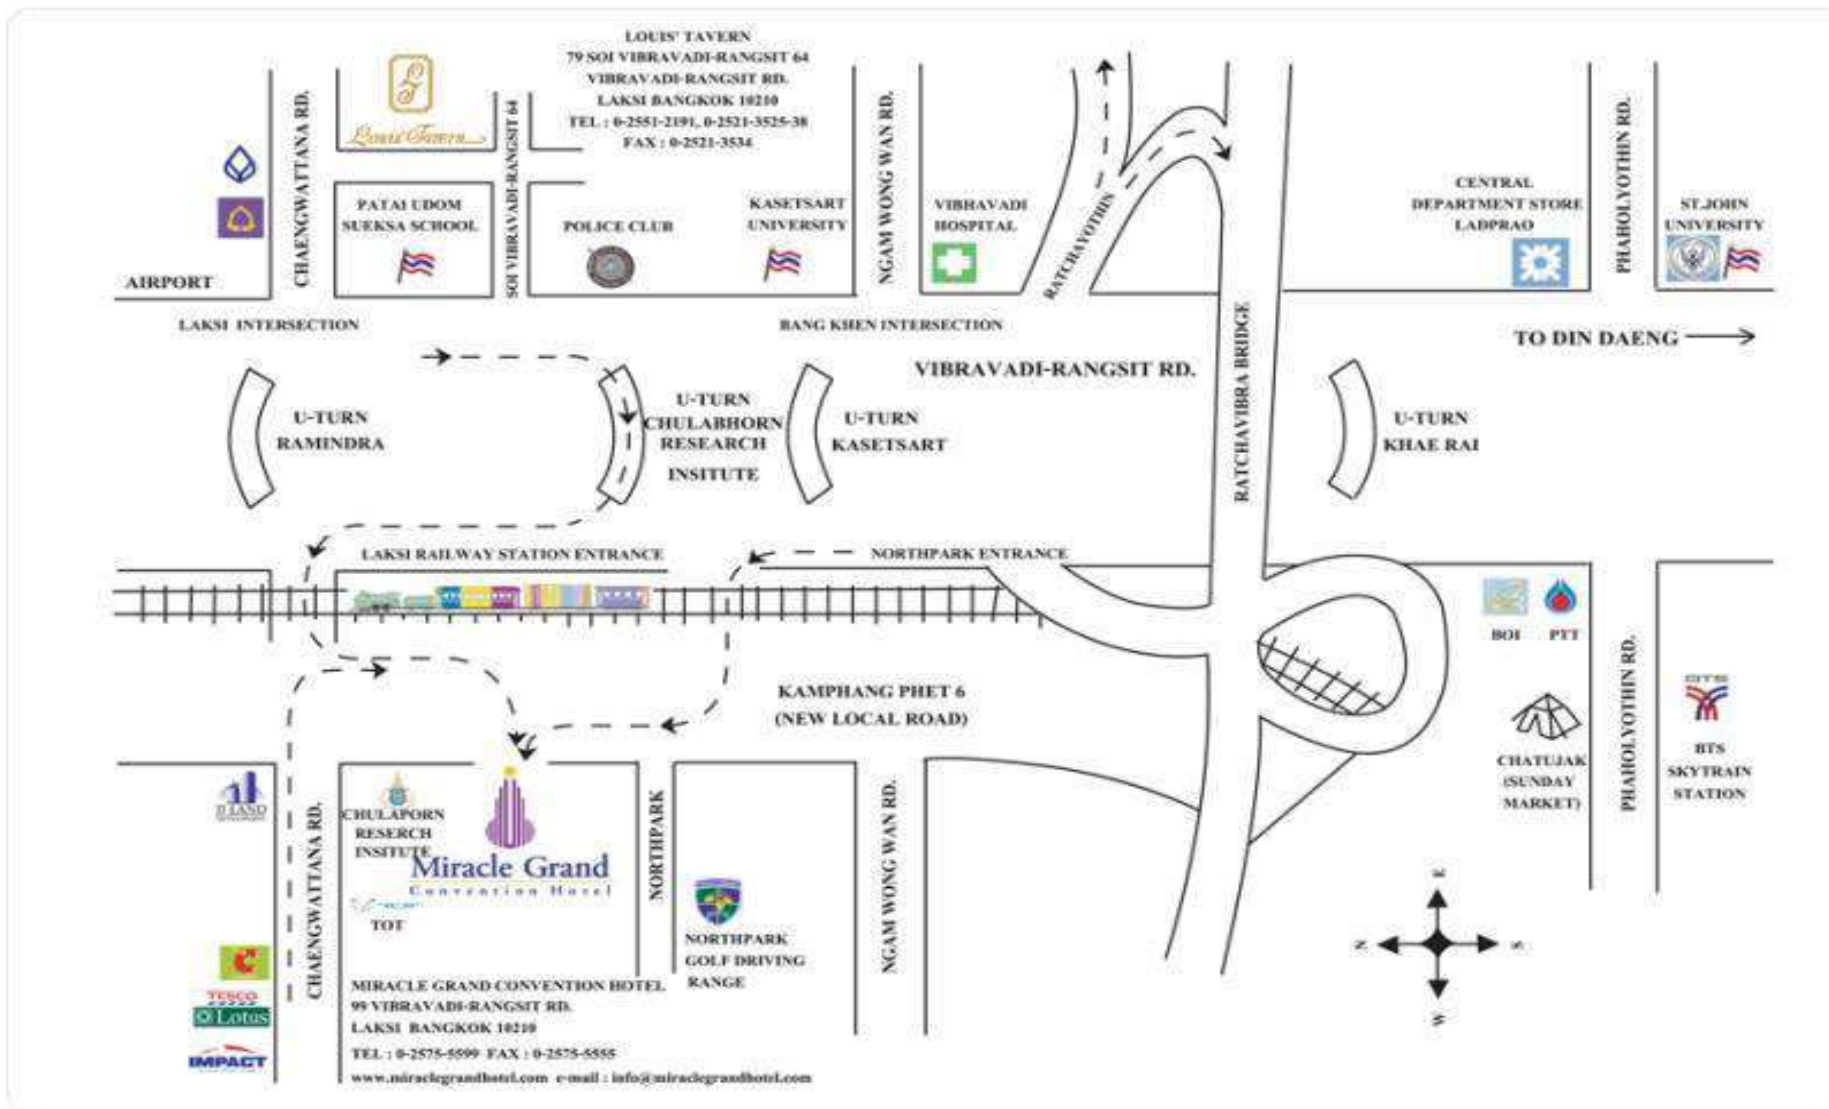 LOUIS' TAVERN
79 SOI VIBRAVADI-RANGSIT 64
VIBRAVADI-RANGSIT RD.
LAKSI BANGKOK 10210
TEL : 0-2551-2191, 0-2521-3525-38
FAX : 0-2521-3534
Louis' Tavern
CHAENGWATTANA RD.
SOI VIBRAVADI-RANGSIT 64
NGAM WONG WAN RD.
PHAHOLYOTHIN RD.
PATAI UDOM
SUEKSA SCHOOL
POLICE CLUB
KASETSART
UNIVERSITY
VIBHAVADI
HOSPITAL
RATCHAYOTHIN
CENTRAL
DEPARTMENT STORE
LADPRAO
ST.JOHN
UNIVERSITY
AIRPORT
LAKSI INTERSECTION
BANG KHEN INTERSECTION
VIBRAVADI-RANGSIT RD.
RATCHAVIBRA BRIDGE
TO DIN DAENG
U-TURN
RAMINDRA
U-TURN
CHULABHORN
RESEARCH
INSITUTE
U-TURN
KASETSART
U-TURN
KHAE RAI
LAKSI RAILWAY STATION ENTRANCE
NORTHPARK ENTRANCE
BOI
PTT
KAMPHANG PHET 6
(NEW LOCAL ROAD)
PHAHOLYOTHIN RD.
BTS
BTS
SKYTRAIN
STATION
CHATUJAK
(SUNDAY
MARKET)
LAND
CHAENGWATTANA RD.
CHULAPORN
RESERCH
INSITUTE
Miracle Grand
Convention Hotel
TOT
NORTHPARK
NORTHPARK
GOLF DRIVING
RANGE
NGAM WONG WAN RD.
TESCO
Lotus
IMPACT
MIRACLE GRAND CONVENTION HOTEL
99 VIBRAVADI-RANGSIT RD.
LAKSI BANGKOK 10210
TEL : 0-2575-5599 FAX : 0-2575-5555
www.miraclegrandhotel.com e-mail : info@miraclegrandhotel.com
E
N
S
W